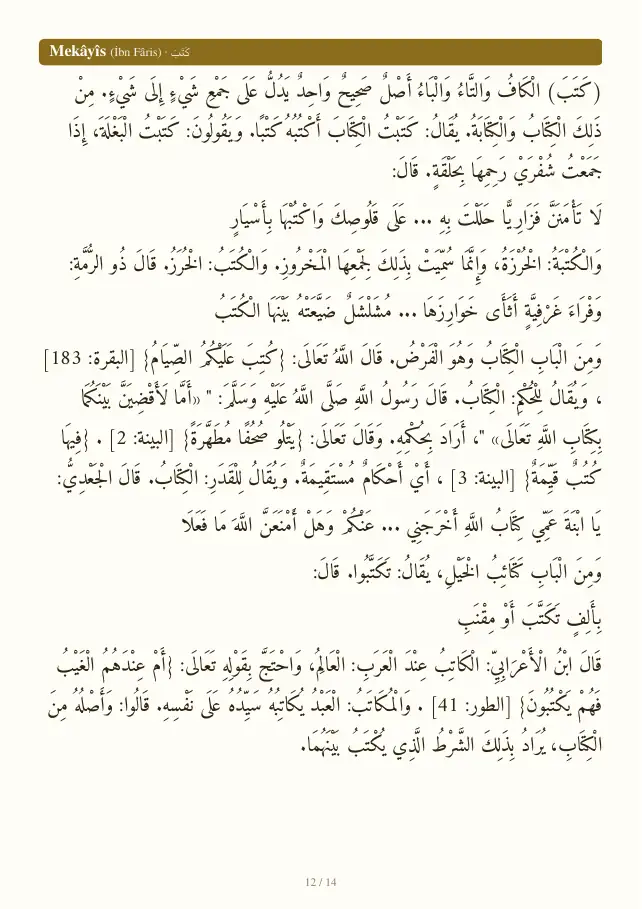 Mekâyîs (İbn Fâris) · كَتَبَ
(كَتَبَ) الْكَافُ وَالتَّاءُ وَالْبَاءُ أَصْلٌ صَحِيحٌ وَاحِدٌ يَدُلُّ عَلَى جَمْعِ شَيْءٍ إِلَى شَيْءٍ. مِنْ
ذَلِكَ الْكِتَابُ وَالْكِتَابَةُ. يُقَالُ: كَتَبْتُ الْكِتَابَ أَكْتُبُهُ كَتْبًا. وَيَقُولُونَ: كَتَبْتُ الْبَغْلَةَ، إِذَا
جَمَعْتُ شُفْرَيْ رَحِمِهَا بِحَلْقَةٍ. قَالَ:
لَا تَأْمَنَنَّ فَزَارِيًّا حَلَلْتَ بِهِ ... عَلَى قَلُوصِكَ وَاكْتُبْهَا بِأَسْيَارِ
وَالْكُتْبَةُ: الْخُرْزَةُ، وَإِنَّمَا سُمِّيَتْ بِذَلِكَ لِجَمْعِهَا الْمَخْرُوزِ. وَالْكُتَبُ: الْخُرَزُ. قَالَ ذُو الرُّمَّةِ:
وَفْرَاءَ غَرْفِيَّةٍ أَثَأَى خَوَارِزَهَا ... مُشَلْشَلٌ ضَيَّعَتْهُ بَيْنَهَا الْكُتَبُ
وَمِنَ الْبَابِ الْكِتَابُ وَهُوَ الْفَرْضُ. قَالَ اللَّهُ تَعَالَى: {كُتِبَ عَلَيْكُمُ الصِّيَامُ} [البقرة: 183]
، وَيُقَالُ لِلْحُكْمِ: الْكِتَابُ. قَالَ رَسُولُ اللَّهِ صَلَّى اللَّهُ عَلَيْهِ وَسَلَّمَ: " «أَمَّا لَأَقْضِيَنَّ بَيْنَكُمَا
بِكِتَابِ اللَّهِ تَعَالَى» "، أَرَادَ بِحُكْمِهِ. وَقَالَ تَعَالَى: {يَتْلُو صُحُفًا مُطَهَّرَةً} [البينة: 2] . {فِيهَا
كُتُبٌ قَيِّمَةٌ} [البينة: 3] ، أَيْ أَحْكَامٌ مُسْتَقِيمَةٌ. وَيُقَالُ لِلْقَدَرِ: الْكِتَابُ. قَالَ الْجَعْدِيُّ:
يَا ابْنَةَ عَمِّي كِتَابُ اللَّهِ أَخْرَجَنِي ... عَنْكُمْ وَهَلْ أَمْنَعَنَّ اللَّهَ مَا فَعَلَا
وَمِنَ الْبَابِ كَتَائِبُ الْخَيْلِ، يُقَالُ: تَكَتَّبُوا. قَالَ:
بِأَلِفٍ تَكَتَّبَ أَوْ مِقْنَبِ
قَالَ ابْنُ الْأَعْرَابِيِّ: الْكَاتِبُ عِنْدَ الْعَرَبِ: الْعَالِمُ، وَاحْتَجَّ بِقَوْلِهِ تَعَالَى: {أَمْ عِنْدَهُمُ الْغَيْبُ
فَهُمْ يَكْتُبُونَ} [الطور: 41] . وَالْمُكَاتَبُ: الْعَبْدُ يُكَاتِبُهُ سَيِّدُهُ عَلَى نَفْسِهِ. قَالُوا: وَأَصْلُهُ مِنَ
الْكِتَابِ، يُرَادُ بِذَلِكَ الشَّرْطُ الَّذِي يُكْتَبُ بَيْنَهُمَا.
12 / 14